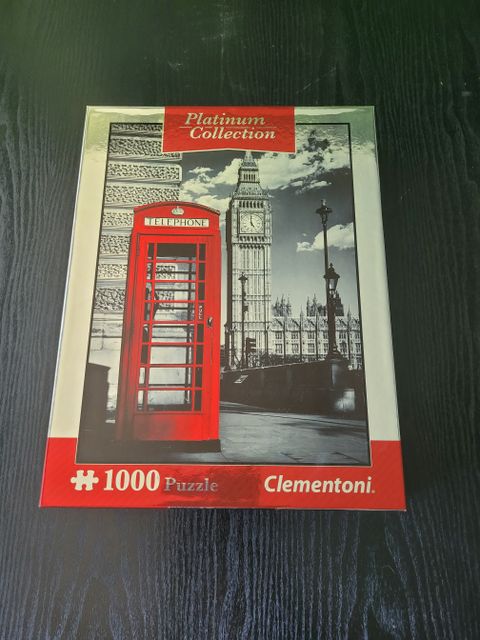 Platinum
Collection
TELEPHONE
1000 Puzzle
Clementoni.